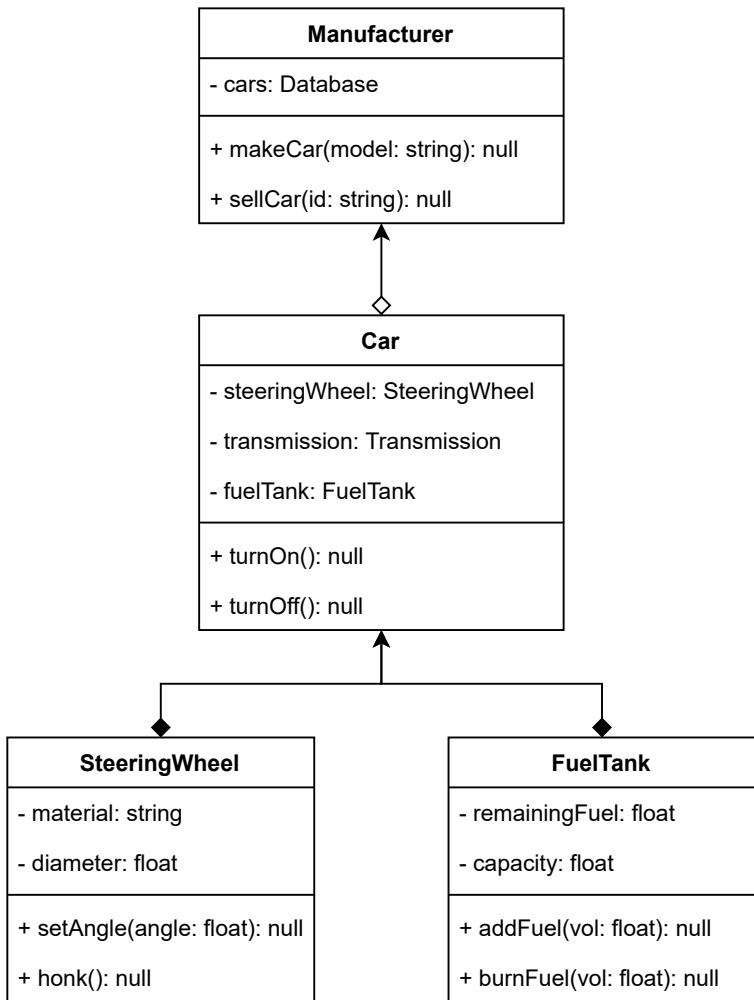 Manufacturer
- cars: Database
+ makeCar(model: string): null
+ sellCar(id: string): null
Car
- steeringWheel: SteeringWheel
- transmission: Transmission
- fuelTank: FuelTank
+ turnOn(): null
+ turnOff(): null
SteeringWheel
- material: string
- diameter: float
+ setAngle(angle: float): null
+ honk(): null
FuelTank
- remainingFuel: float
- capacity: float
+ addFuel(vol: float): null
+ burnFuel(vol: float): null